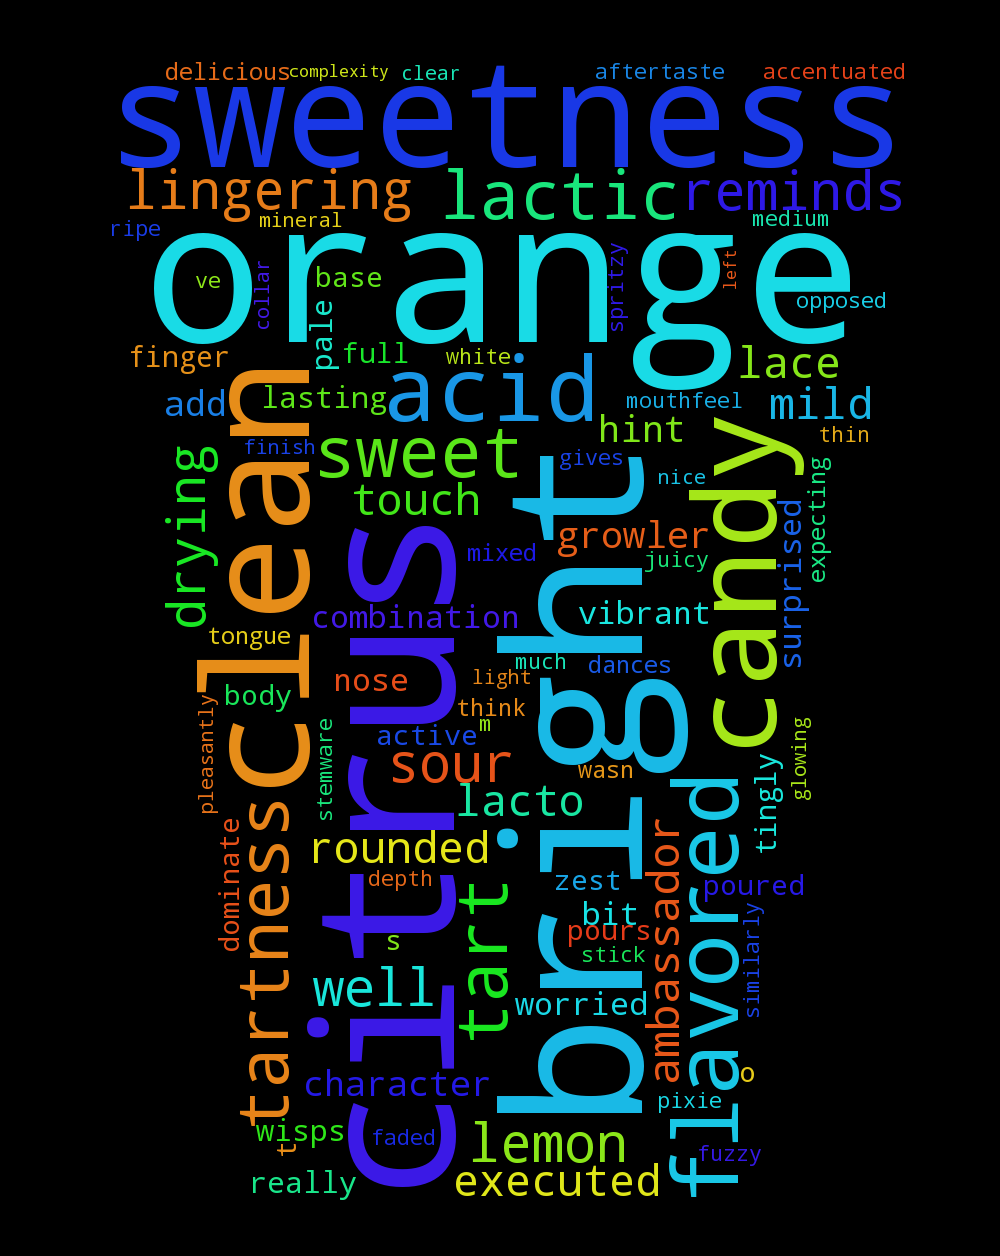 delicious complexity clear aftertaste accentuated
sweetness
lingering lactic reminds
ripe mineral medium
orange
ve collar base spritzy left opposed
pale
finger full white acid lace
add lasting mouthfeel mild
clean
finish sweet hint thin
drying touch gives nice candy
citrus
bright
growler surprised expecting
mixed juicy
combination vibrant
tongue much dances
body nose light
think
pleasantly stemware active m
sour wasn tingly glowing
lacto
flavored
tartness dominate rounded ambassador
depth tart zest poured
bit
s pours similarly
stick
well worried
character o
pixie
wisps faded lemon fuzzy
t
really executed